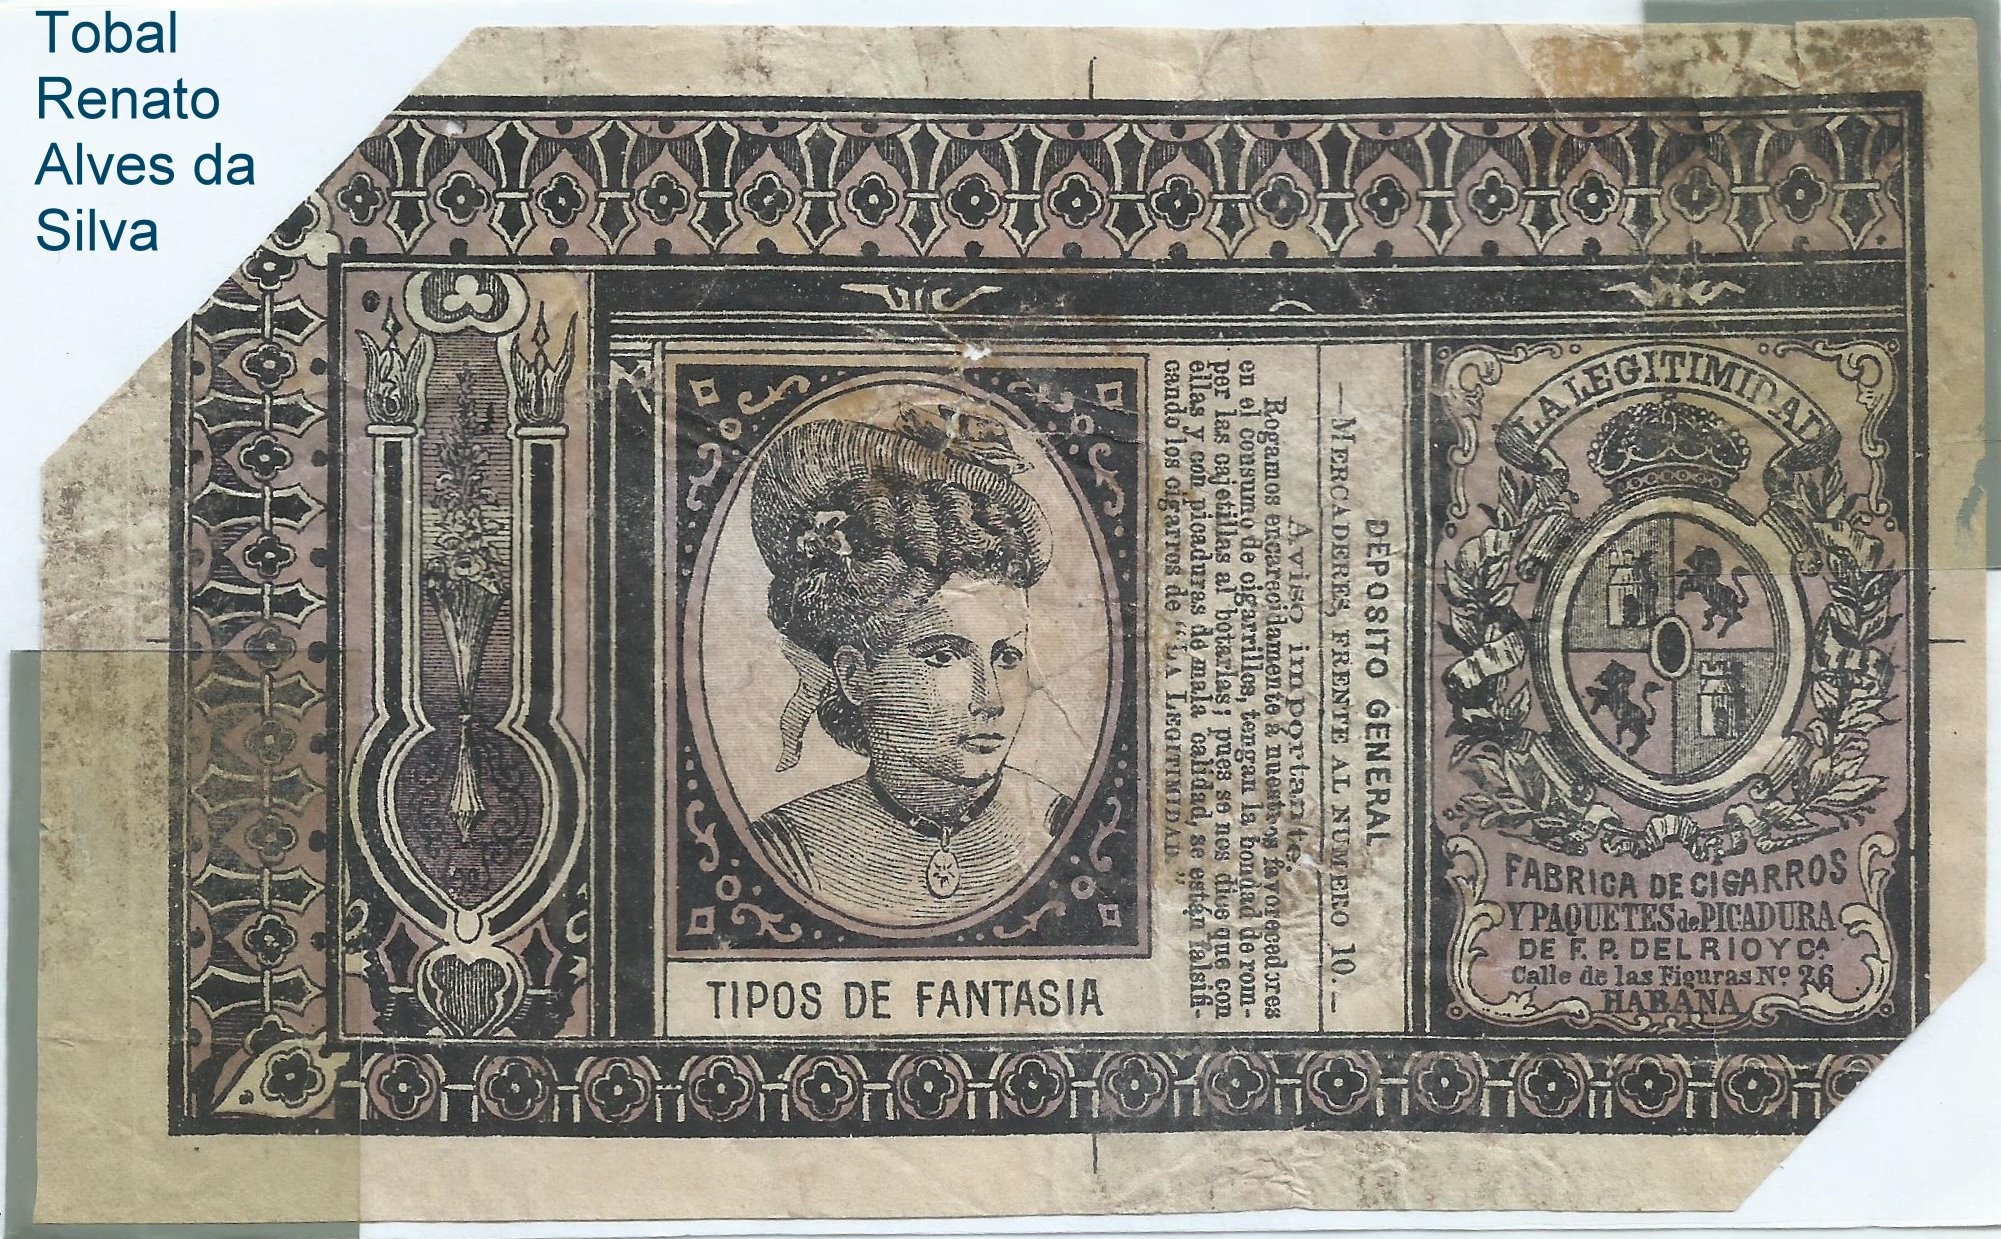 Tobal
Renato
Alves da
Silva
TIPOS DE FANTASIA
DEPOSITO GENERAL
—MERCADERES, FRENTE AL NUMERO 10.—
Aviso importante.
Rogamos encarecidamente á nuestros favorecedores
en el consumo de cigarrillos, tengan la bondad de rom-
per las cajetillas al botarlas; pues se nos dice que con
ellas y con picaduras de mala calidad, se están falsifi-
cando los cigarros de “LA LEGITIMIDAD.”
LA LEGITIMIDAD
FABRICA DE CIGARROS
Y PAQUETES de PICADURA
DE F. P. DEL RIO Y Cª
Calle de las Figuras Nº 26
HABANA